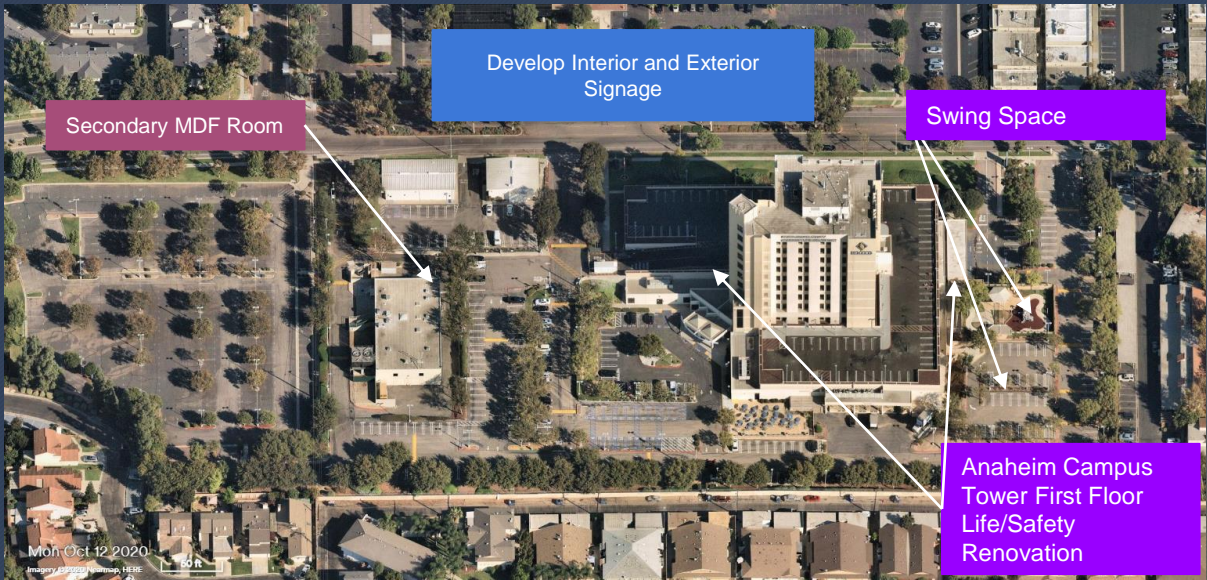 Develop Interior and Exterior
Signage
Secondary MDF Room
Swing Space
Anaheim Campus
Tower First Floor
Life/Safety
Renovation
Mon Oct 12 2020
50 ft